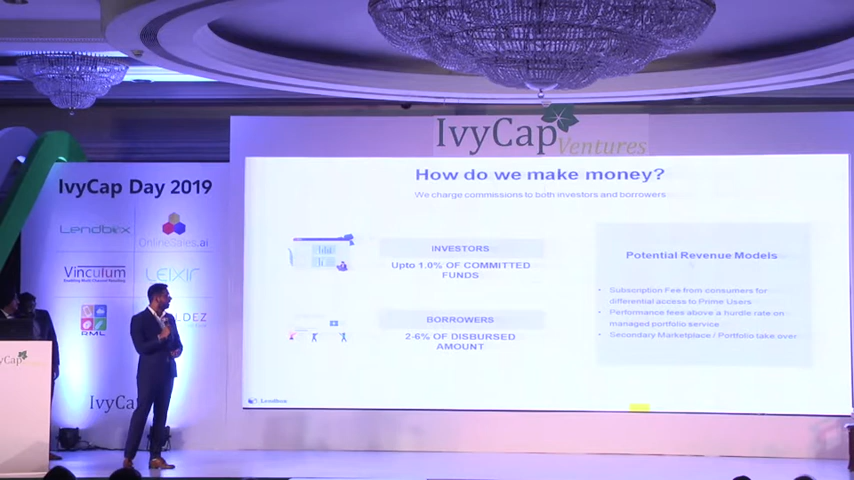 IvyCap
Ventures
IvyCap Day 2019
Lendbox
OnlineSales.ai
Vinculum
LEIXIR
RML
IvyCap
IvyCap
How do we make money?
We charge commissions to both investors and borrowers
INVESTORS
Upto 1.0% OF COMMITTED
FUNDS
BORROWERS
2-6% OF DISBURSED
AMOUNT
Potential Revenue Models
• Subscription Fee from consumers for
differential access to Prime Users
• Performance fees above a hurdle rate on
managed portfolio service
• Secondary Marketplace / Portfolio take over
Lendbox